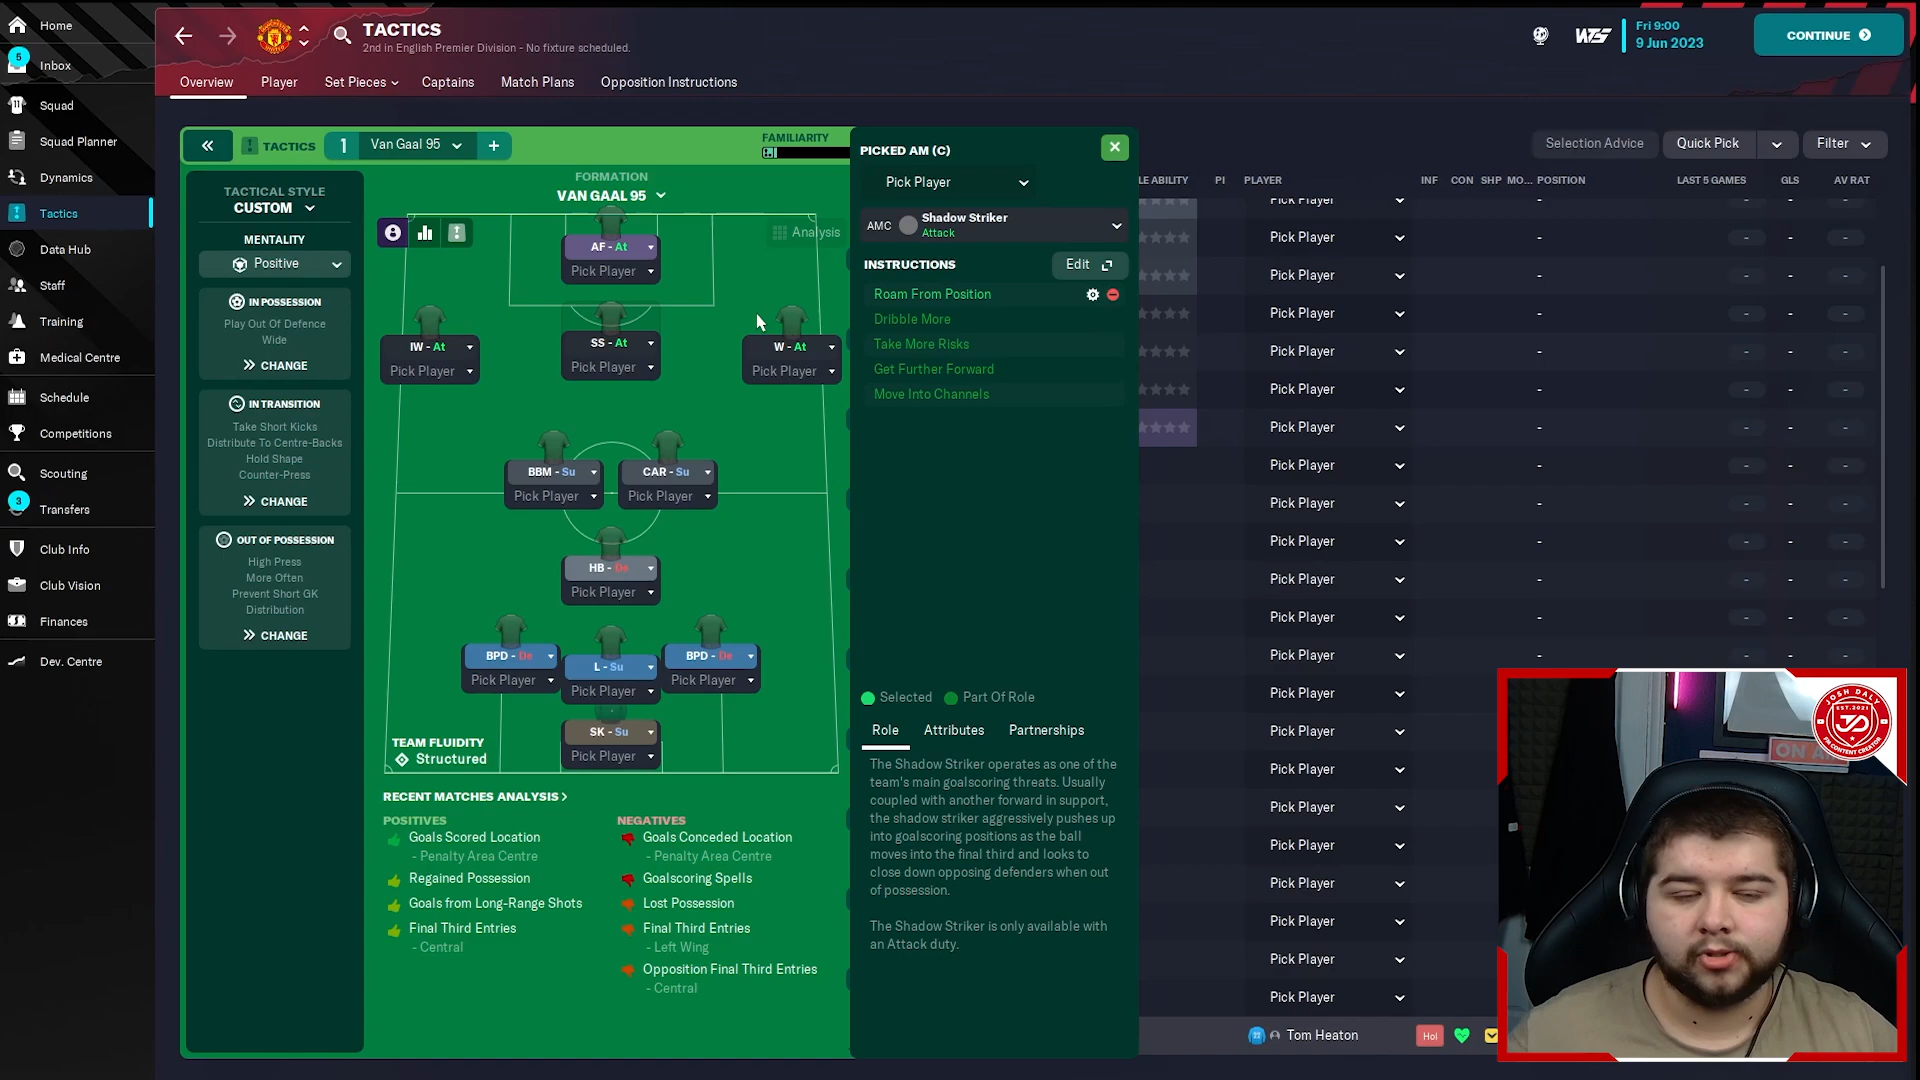 Home
5
Inbox
Squad
Squad Planner
Dynamics
Tactics
Data Hub
Staff
Training
Medical Centre
Schedule
Competitions
Scouting
3
Transfers
Club Info
Club Vision
Finances
Dev. Centre
TACTICS
2nd in English Premier Division - No fixture scheduled.
Fri 9:00
9 Jun 2023
CONTINUE
Overview
Player
Set Pieces
Captains
Match Plans
Opposition Instructions
TACTICS
1
Van Gaal 95
+
FAMILIARITY
TACTICAL STYLE
CUSTOM
MENTALITY
Positive
IN POSSESSION
Play Out Of Defence
Wide
CHANGE
IN TRANSITION
Take Short Kicks
Distribute To Centre-Backs
Hold Shape
Counter-Press
CHANGE
OUT OF POSSESSION
High Press
More Often
Prevent Short GK
Distribution
CHANGE
FORMATION
VAN GAAL 95
Analysis
AF - At
Pick Player
IW - At
Pick Player
SS - At
Pick Player
W - At
Pick Player
BBM - Su
Pick Player
CAR - Su
Pick Player
HB - De
Pick Player
BPD - De
Pick Player
L - Su
Pick Player
BPD - De
Pick Player
SK - Su
Pick Player
TEAM FLUIDITY
Structured
RECENT MATCHES ANALYSIS
POSITIVES
Goals Scored Location
- Penalty Area Centre
Regained Possession
Goals from Long-Range Shots
Final Third Entries
- Central
NEGATIVES
Goals Conceded Location
- Penalty Area Centre
Goalscoring Spells
Lost Possession
Final Third Entries
- Left Wing
Opposition Final Third Entries
- Central
PICKED AM (C)
Pick Player
AMC
Shadow Striker
Attack
INSTRUCTIONS
Edit
Roam From Position
Dribble More
Take More Risks
Get Further Forward
Move Into Channels
Selected
Part Of Role
Role
Attributes
Partnerships
The Shadow Striker operates as one of the
team's main goalscoring threats. Usually
coupled with another forward in support,
the shadow striker aggressively pushes up
into goalscoring positions as the ball
moves into the final third and looks to
close down opposing defenders when out
of possession.
The Shadow Striker is only available with
an Attack duty.
Selection Advice
Quick Pick
Filter
LE ABILITY
PI
PLAYER
INF
CON
SHP
MO...
POSITION
LAST 5 GAMES
GLS
AV RAT
Pick Player
Pick Player - - - -
Pick Player - - - -
Pick Player - - - -
Pick Player - - - -
Pick Player - - - -
Pick Player - - - -
Pick Player - - - -
Pick Player - - - -
Pick Player - - - -
Pick Player - - - -
Pick Player - - - -
Pick Player - - - -
Pick Player -
Pick Player -
Pick Player
Pick Player
Pick Player
Pick Player
Pick Player
Pick Player
Pick Player
Tom Heaton
Hol
JOSH DALY
EST. 2021
JD
FM CONTENT CREATOR
ON A